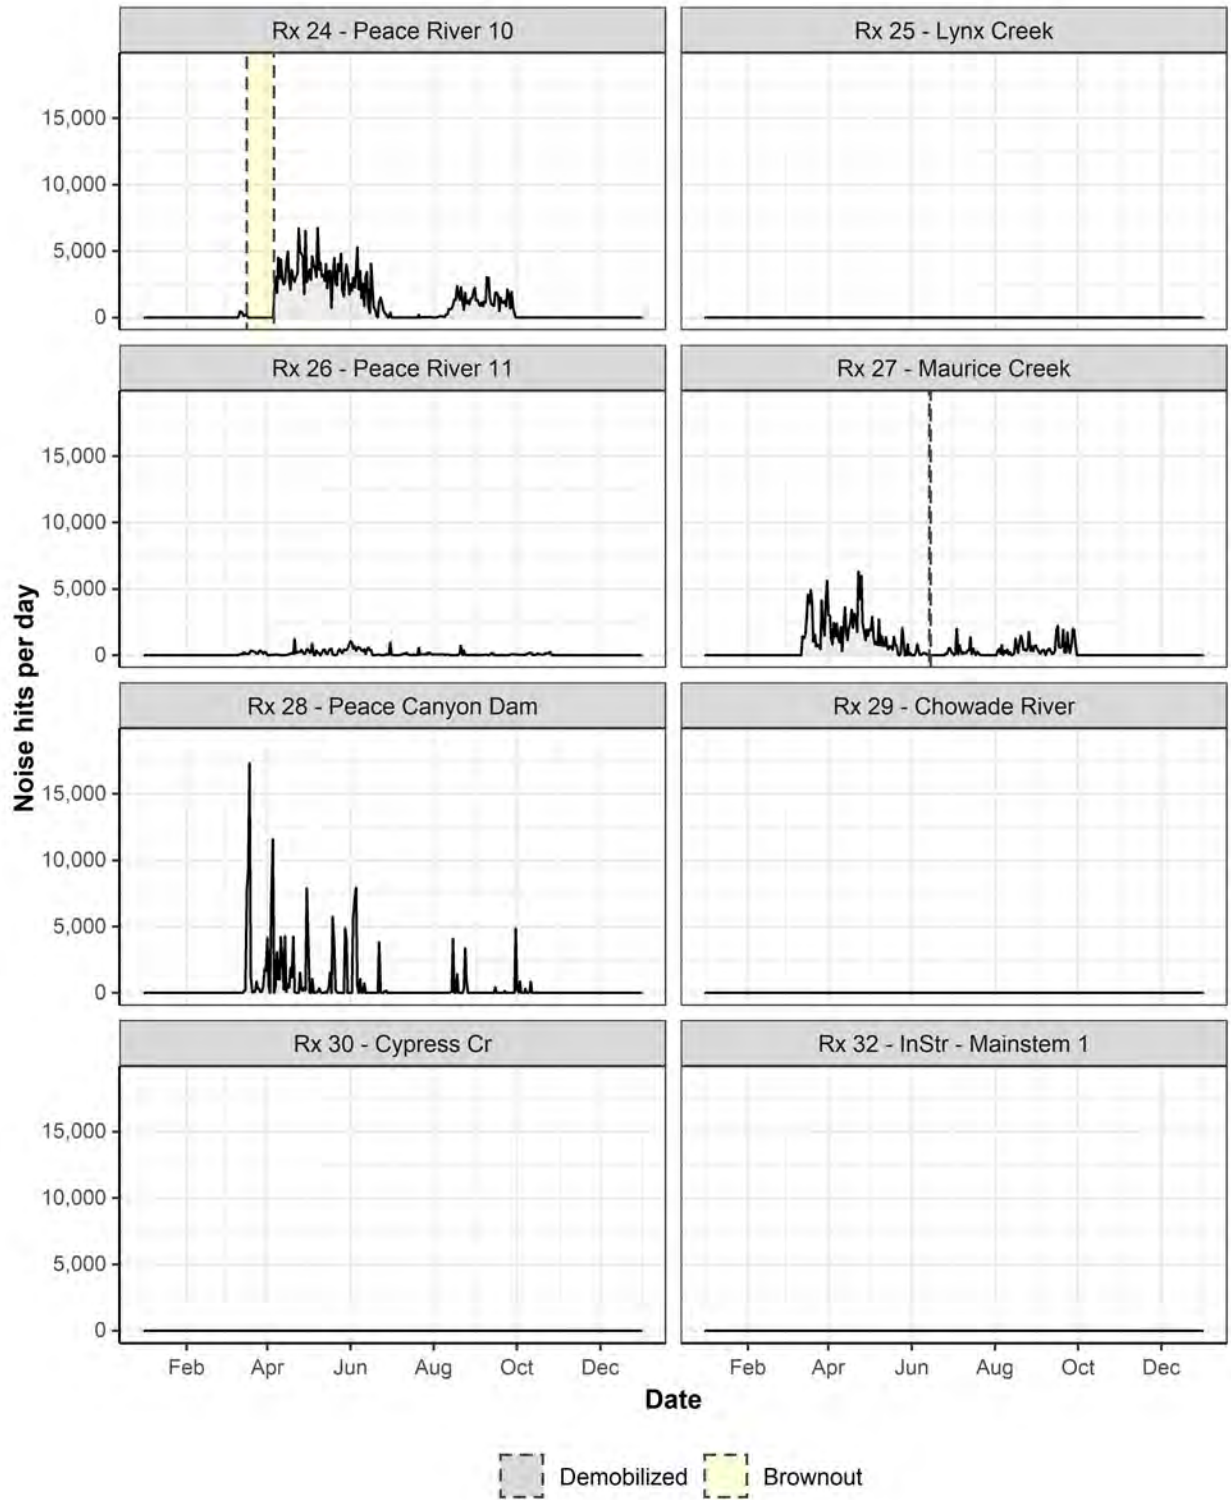 Rx 24 - Peace River 10
Rx 25 - Lynx Creek
15,000
10,000
5,000
0
Rx 26 - Peace River 11
Rx 27 - Maurice Creek
15,000
10,000
5,000
0
Rx 28 - Peace Canyon Dam
Rx 29 - Chowade River
15,000
10,000
5,000
0
Rx 30 - Cypress Cr
Rx 32 - InStr - Mainstem 1
15,000
10,000
5,000
0
Noise hits per day
Feb Apr Jun Aug Oct Dec
Feb Apr Jun Aug Oct Dec
Date
Demobilized Brownout